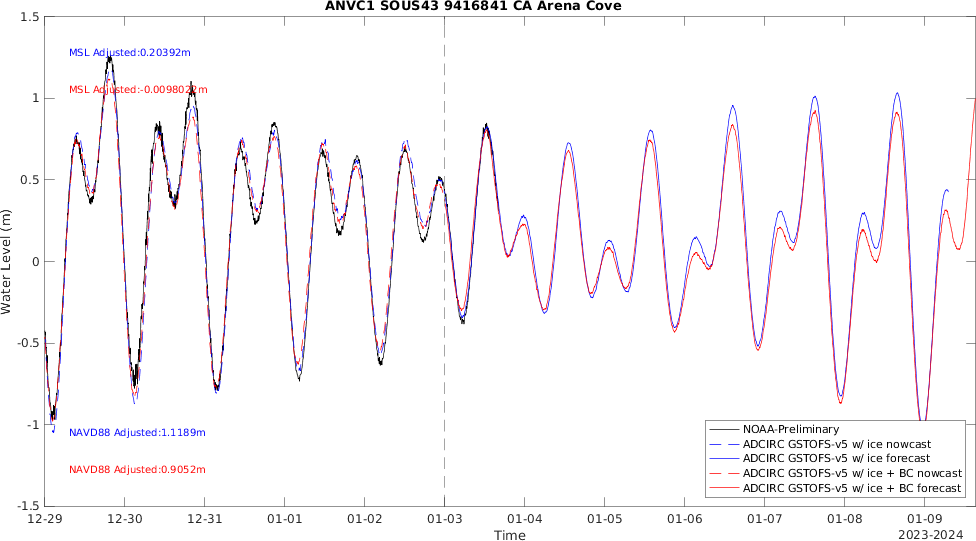 ANVC1 SOUS43 9416841 CA Arena Cove
1.5
1
0.5
0
-0.5
-1
-1.5
Water Level (m)
MSL Adjusted:0.20392m
MSL Adjusted:-0.0098022m
NAVD88 Adjusted:1.1189m
NAVD88 Adjusted:0.9052m
NOAA-Preliminary
ADCIRC GSTOFS-v5 w/ ice nowcast
ADCIRC GSTOFS-v5 w/ ice forecast
ADCIRC GSTOFS-v5 w/ ice + BC nowcast
ADCIRC GSTOFS-v5 w/ ice + BC forecast
12-29 12-30 12-31 01-01 01-02 01-03 01-04 01-05 01-06 01-07 01-08 01-09
Time
2023-2024